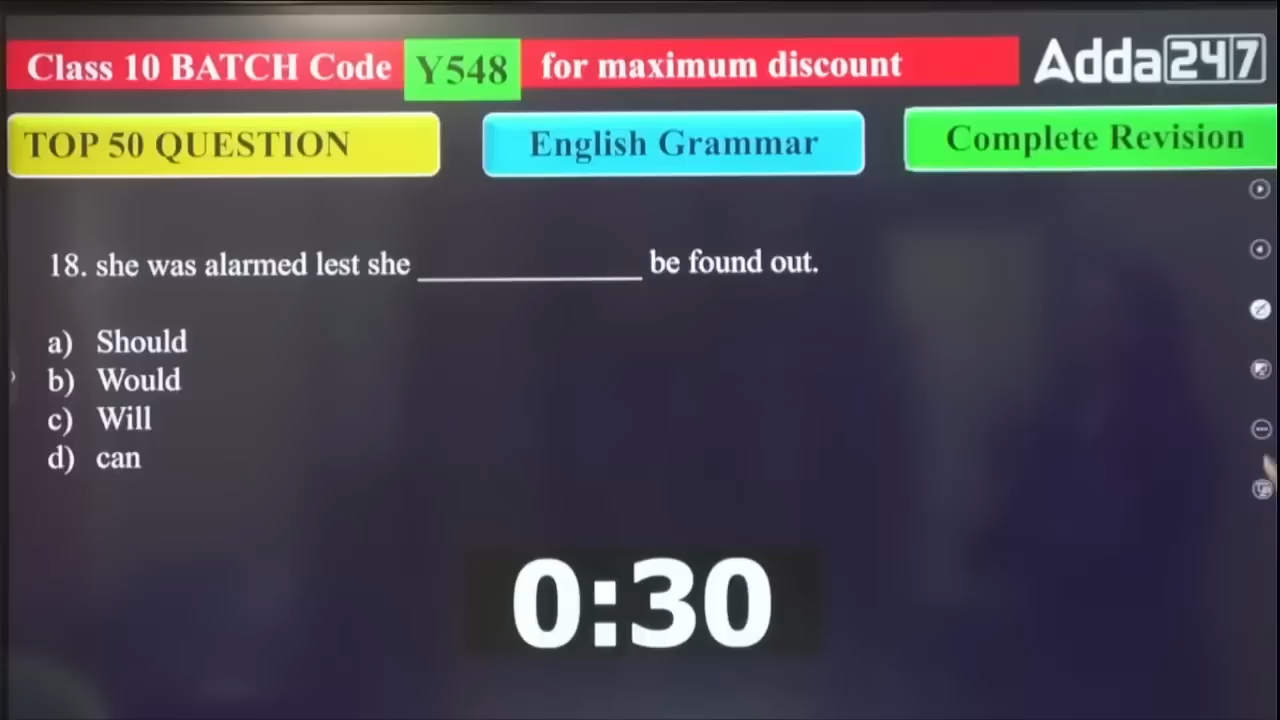 Class 10 BATCH Code Y548 for maximum discount Adda247
TOP 50 QUESTION English Grammar Complete Revision
18. she was alarmed lest she ______________ be found out.
a) Should
b) Would
c) Will
d) can
0:30